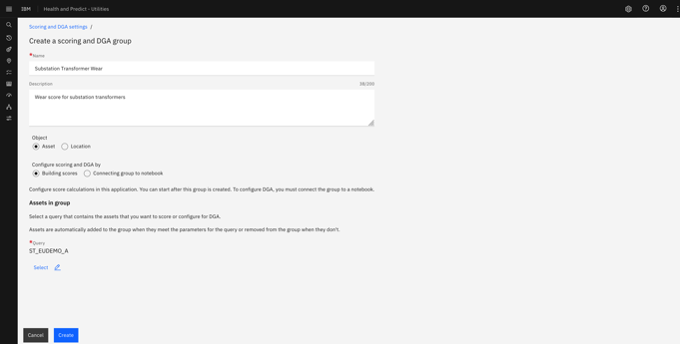 IBM | Health and Predict - Utilities
Scoring and DGA settings /
Create a scoring and DGA group
*Name
Substation Transformer Wear
Description
Wear score for substation transformers
Object
Asset Location
Configure scoring and DGA by
Building scores Connecting group to notebook
Configure score calculations in this application. You can start after this group is created. To configure DGA, you must connect the group to a notebook.
Assets in group
Select a query that contains the assets that you want to score or configure for DGA.
Assets are automatically added to the group when they meet the parameters for the query or removed from the group when they don't.
*Query
ST_EUDEMO_A
Select
Cancel Create